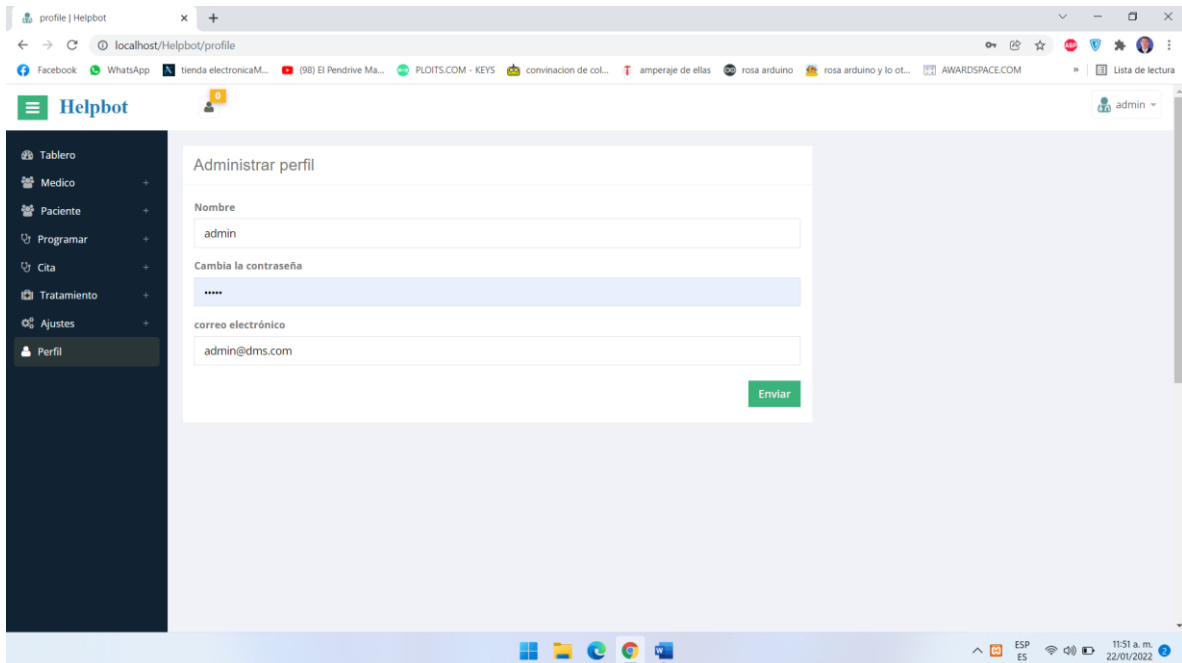 profile | Helpbot
localhost/Helpbot/profile
Facebook WhatsApp tienda electronicaM... (98) El Pendrive Ma... PLOITS.COM - KEYS convinacion de col... amperaje de ellas rosa arduino rosa arduino y lo ot... AWARDSPACE.COM » Lista de lectura
Helpbot
0
admin
Tablero
Medico +
Paciente +
Programar +
Cita +
Tratamiento +
Ajustes +
Perfil
Administrar perfil
Nombre
admin
Cambia la contraseña
•••••
correo electrónico
admin@dms.com
Enviar
ESP
ES
11:51 a. m.
22/01/2022
2